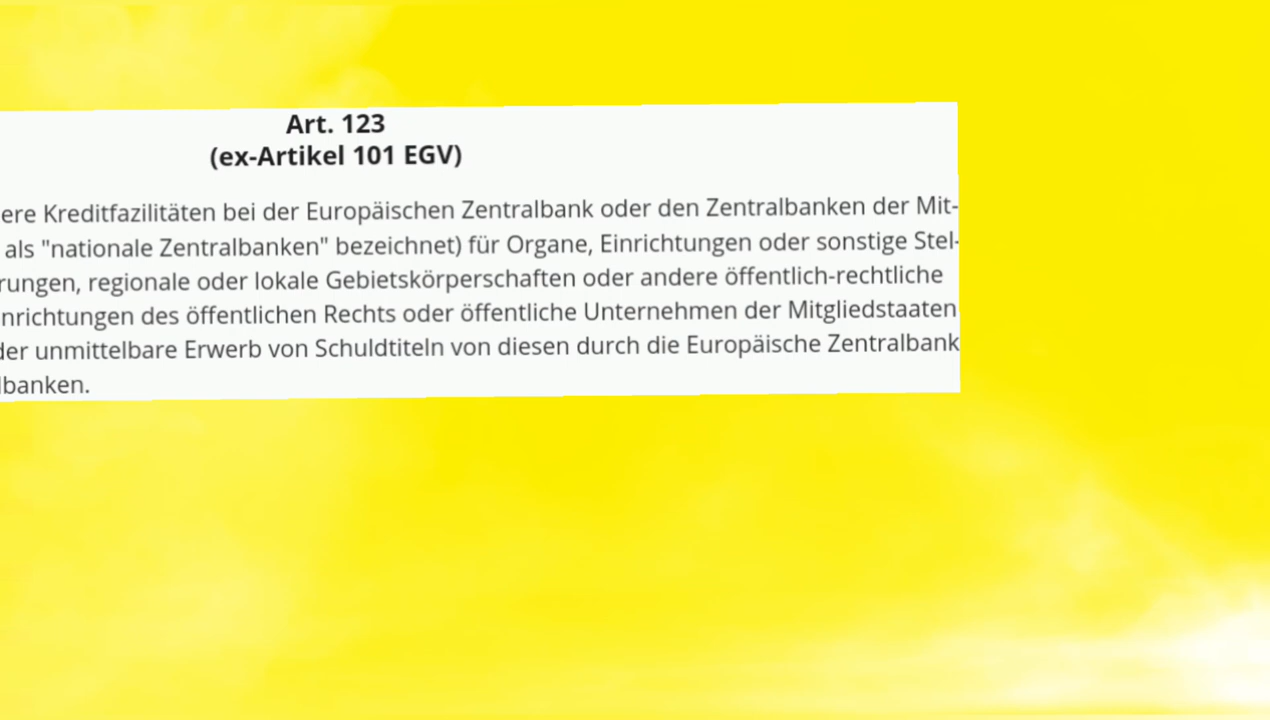 Art. 123
(ex-Artikel 101 EGV)
ere Kreditfazilitäten bei der Europäischen Zentralbank oder den Zentralbanken der Mit-
als "nationale Zentralbanken" bezeichnet) für Organe, Einrichtungen oder sonstige Stel-
rungen, regionale oder lokale Gebietskörperschaften oder andere öffentlich-rechtliche
nrichtungen des öffentlichen Rechts oder öffentliche Unternehmen der Mitgliedstaaten
der unmittelbare Erwerb von Schuldtiteln von diesen durch die Europäische Zentralbank
lbanken.